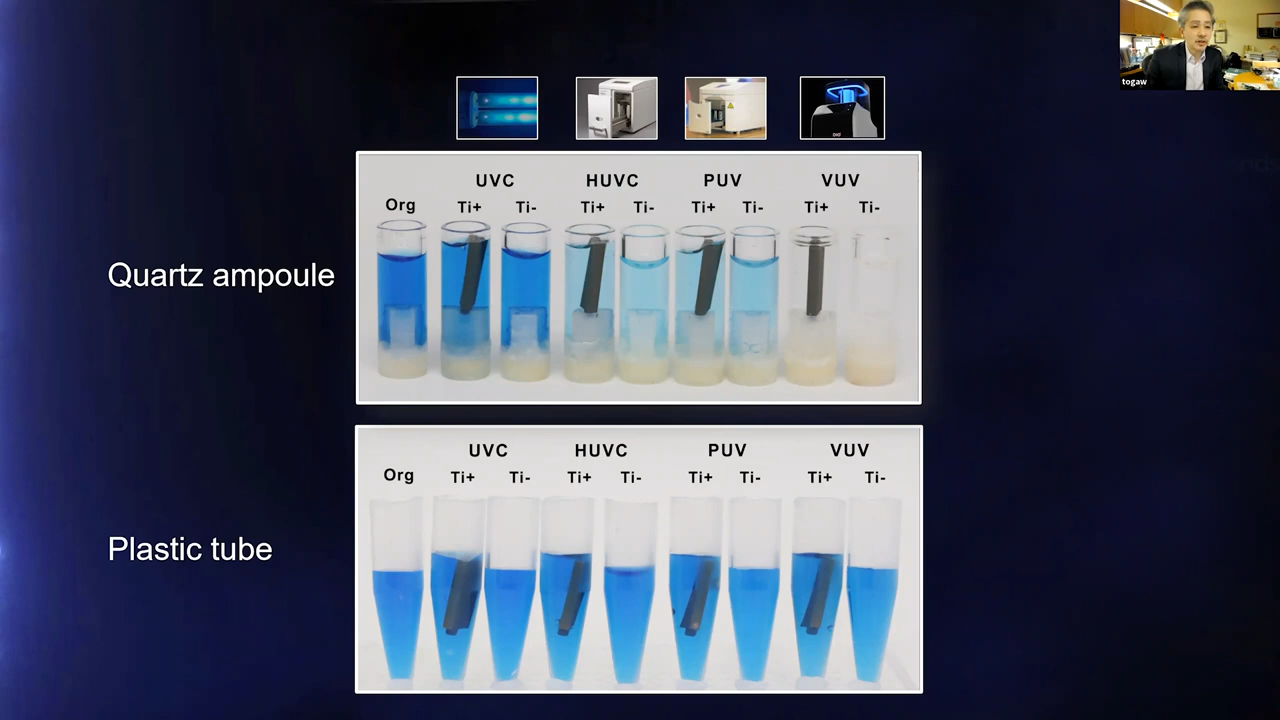 togaw
UVC HUVC PUV VUV
Org Ti+ Ti- Ti+ Ti- Ti+ Ti- Ti+ Ti-
Quartz ampoule
UVC HUVC PUV VUV
Org Ti+ Ti- Ti+ Ti- Ti+ Ti- Ti+ Ti-
Plastic tube